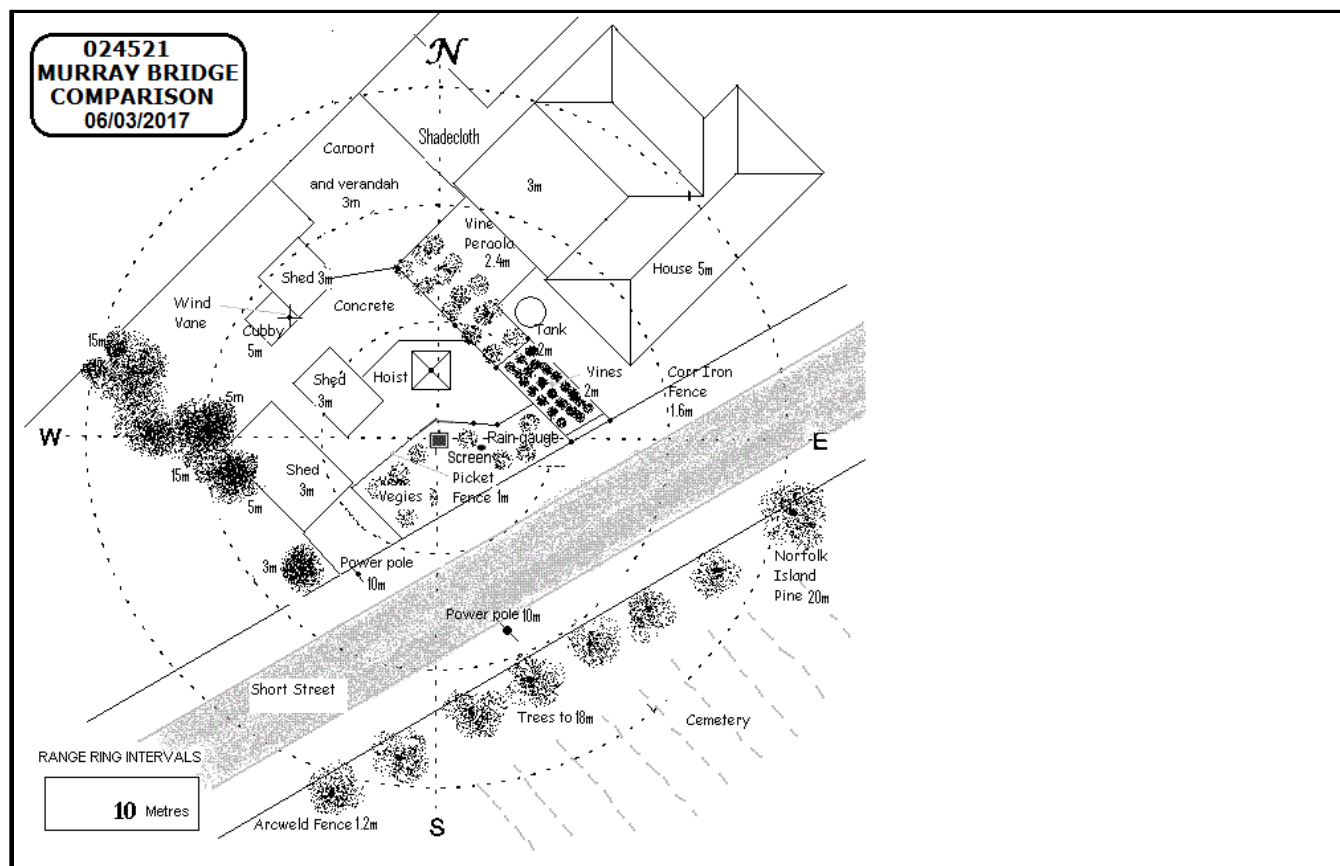 024521
MURRAY BRIDGE
COMPARISON
06/03/2017
N
Shadecloth
Carport
and verandah
3m
3m
Vine
Pergola
2.4m
House 5m
Shed 3m
Wind
Vane
Concrete
Cubby
5m
Tank
2m
15m
Shed
3m
Hoist
Vines
2m
Corr Iron
Fence
1.6m
5m
W
E
Rain-gauge
Screen
Picket
Fence 1m
Shed
3m
15m
Vegies
5m
3m
Power pole
10m
Norfolk
Island
Pine 20m
Power pole 10m
Short Street
Trees to 18m
Cemetery
RANGE RING INTERVALS
10 Metres
Arcweld Fence 1.2m
S